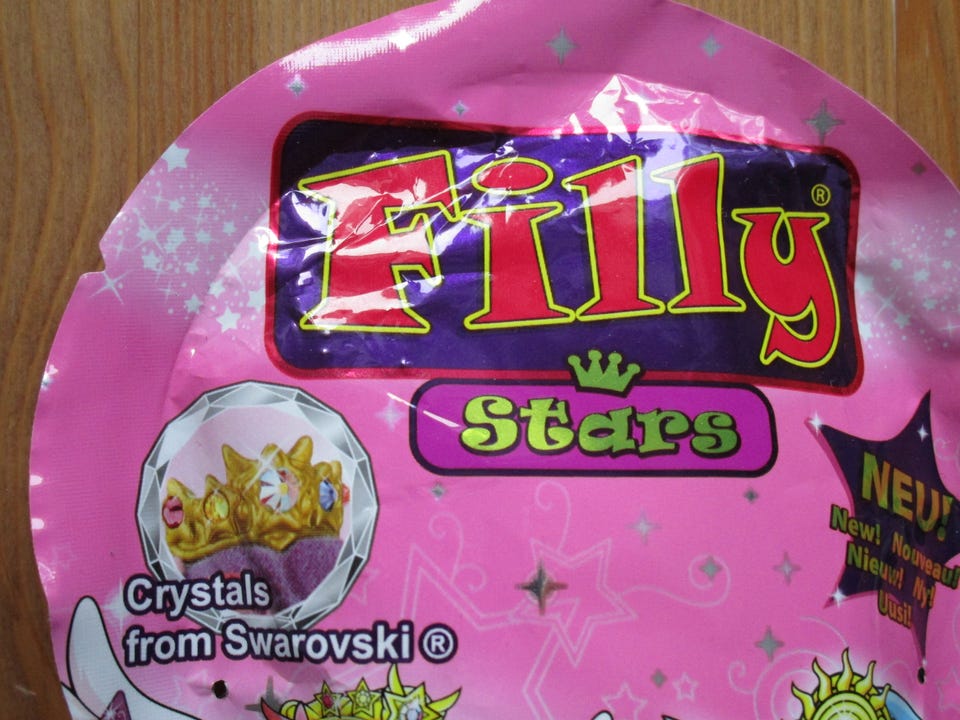 Filly®
Stars
NEU!
New! Nouveau!
Nieuw! Ny!
Uusi!
Crystals
from Swarovski ®